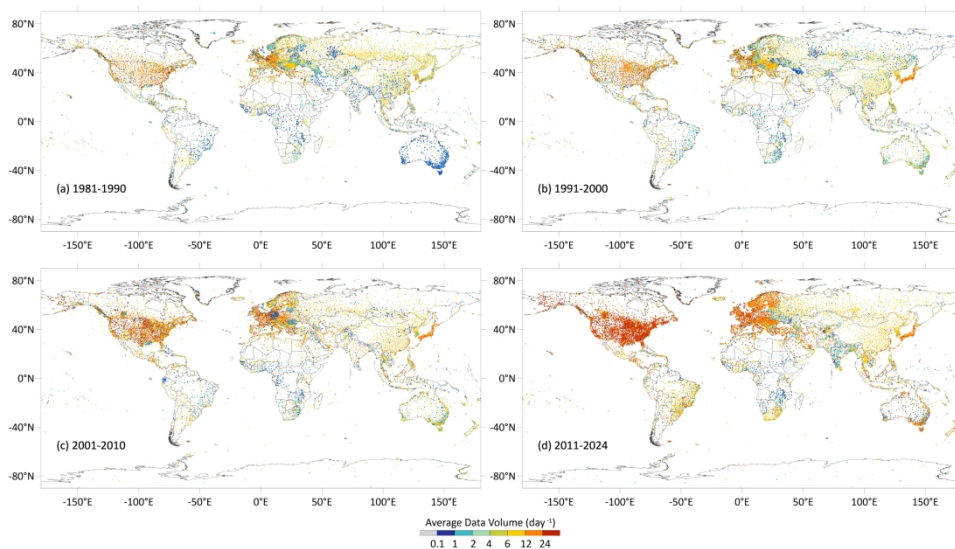 80°N 80°N
40°N 40°N
0°N 0°N
-40°N -40°N
(a) 1981-1990 (b) 1991-2000
-80°N -80°N
-150°E -100°E -50°E 0°E 50°E 100°E 150°E -150°E -100°E -50°E 0°E 50°E 100°E 150°E
80°N 80°N
40°N 40°N
0°N 0°N
-40°N -40°N
(c) 2001-2010 (d) 2011-2024
-80°N -80°N
-150°E -100°E -50°E 0°E 50°E 100°E 150°E -150°E -100°E -50°E 0°E 50°E 100°E 150°E
Average Data Volume (day⁻¹)
0.1 1 2 4 6 12 24